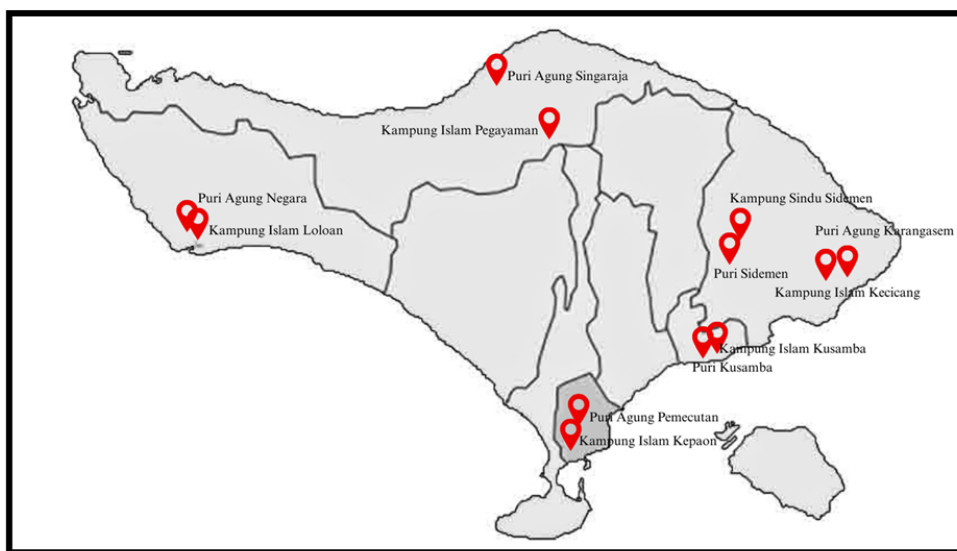 Puri Agung Singaraja
Kampung Islam Pegayaman
Puri Agung Negara
Kampung Islam Loloan
Kampung Sindu Sidemen
Puri Agung Karangasem
Puri Sidemen
Kampung Islam Kecicang
Kampung Islam Kusamba
Puri Kusamba
Puri Agung Pemecutan
Kampung Islam Kepaon